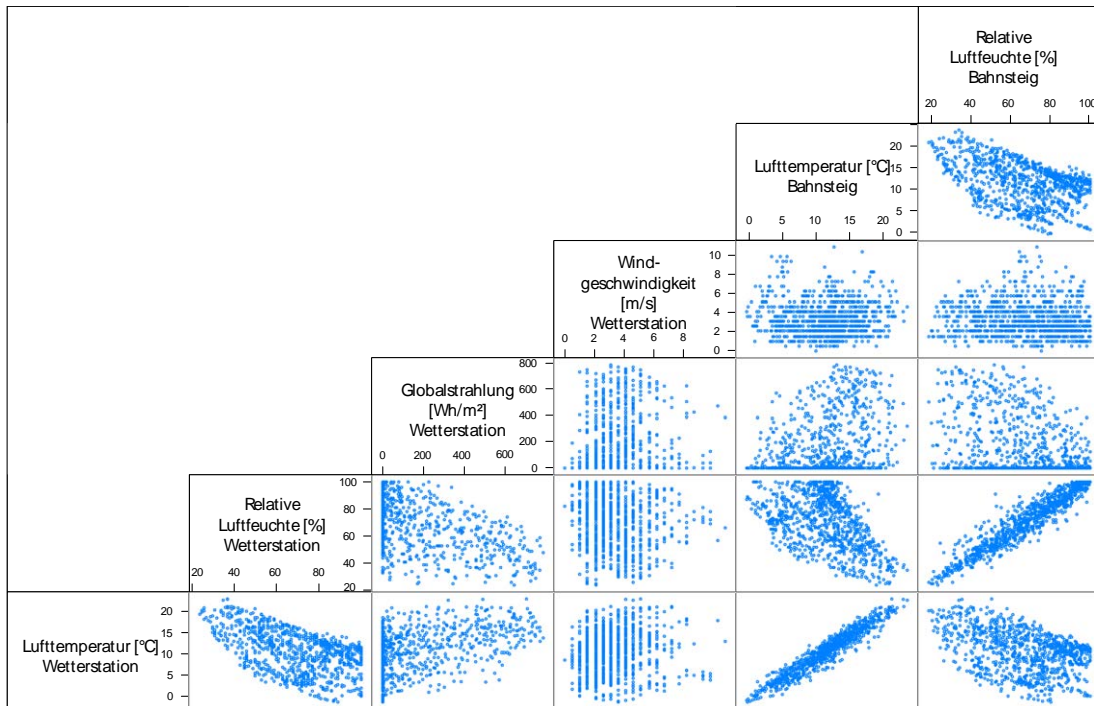 Relative
Luftfeuchte [%]
Bahnsteig
20 40 60 80 100
Lufttemperatur [°C]
Bahnsteig
0 5 10 15 20
20
15
10
5
0
Wind-
geschwindigkeit
[m/s]
Wetterstation
0 2 4 6 8
10
8
6
4
2
0
Globalstrahlung
[Wh/m²]
Wetterstation
0 200 400 600
800
600
400
200
0
Relative
Luftfeuchte [%]
Wetterstation
20 40 60 80
100
80
60
40
20
Lufttemperatur [°C]
Wetterstation
20
15
10
5
0